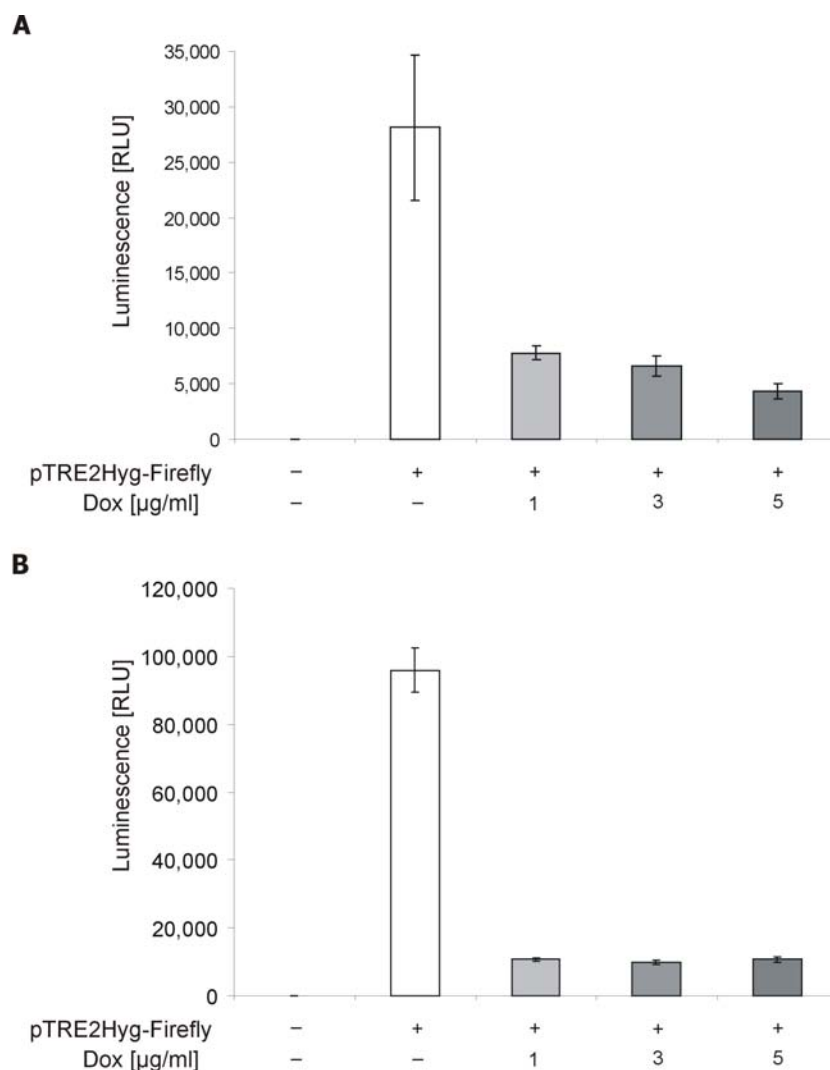 A
35,000
30,000
25,000
20,000
15,000
10,000
5,000
0
Luminescence [RLU]
pTRE2Hyg-Firefly – + + + +
Dox [µg/ml] – – 1 3 5
B
120,000
100,000
80,000
60,000
40,000
20,000
0
Luminescence [RLU]
pTRE2Hyg-Firefly – + + + +
Dox [µg/ml] – – 1 3 5